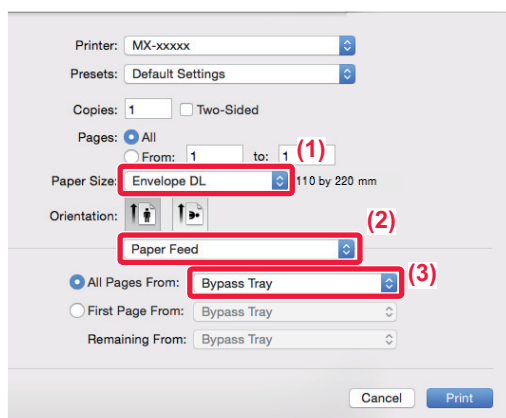 Printer: MX-xxxxx
Presets: Default Settings
Copies: 1 Two-Sided
Pages: All
From: 1 to: 1 (1)
Paper Size: Envelope DL 110 by 220 mm
Orientation:
(2)
Paper Feed
All Pages From: Bypass Tray (3)
First Page From: Bypass Tray
Remaining From: Bypass Tray
Cancel Print